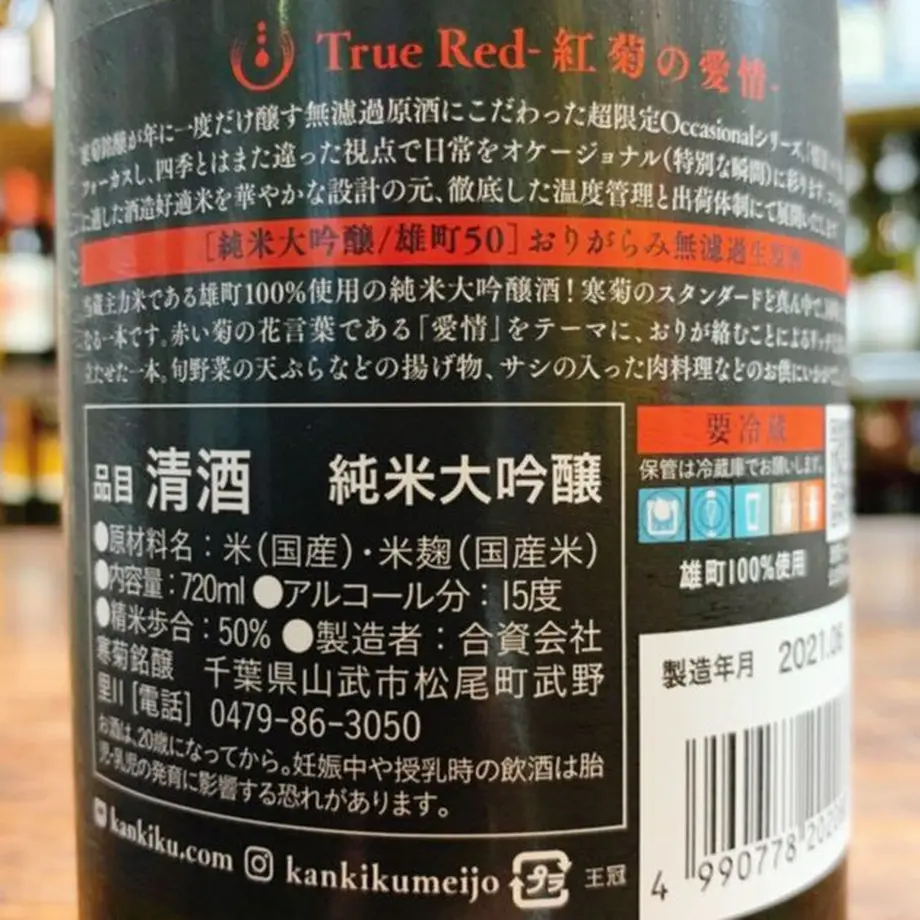 True Red-紅菊の愛情-
寒菊銘醸が年に一度だけ醸す無濾過原酒にこだわった超限定Occasionalシリーズ。
フォーカスし、四季とはまた違った視点で日常をオケージョナル(特別な瞬間)に彩ります。
に適した酒造好適米を華やかな設計の元、徹底した温度管理と出荷体制にて展開いたします
[純米大吟醸/雄町50]おりがらみ無濾過生原酒
当蔵主力米である雄町100%使用の純米大吟醸酒!寒菊のスタンダードと真ん中で、
なる一本です。赤い菊の花言葉である「愛情」をテーマに、おりが絡むことによるリッチな
立たせた一本。旬野菜の天ぷらなどの揚げ物、サシの入った肉料理などのお供にいかが
品目 清酒 純米大吟醸
●原材料名:米(国産)・米麹(国産米)
●内容量:720ml ●アルコール分:15度
●精米歩合:50% ●製造者:合資会社
寒菊銘醸 千葉県山武市松尾町武野
里11 [電話] 0479-86-3050
お酒は、20歳になってから。妊娠中や授乳時の飲酒は胎
児・乳児の発育に影響する恐れがあります。
kankiku.com kankikumeijo プラ 王冠
要冷蔵
保管は冷蔵庫でお願いします。
雄町100%使用
製造年月 2021.06
4 990778 2020